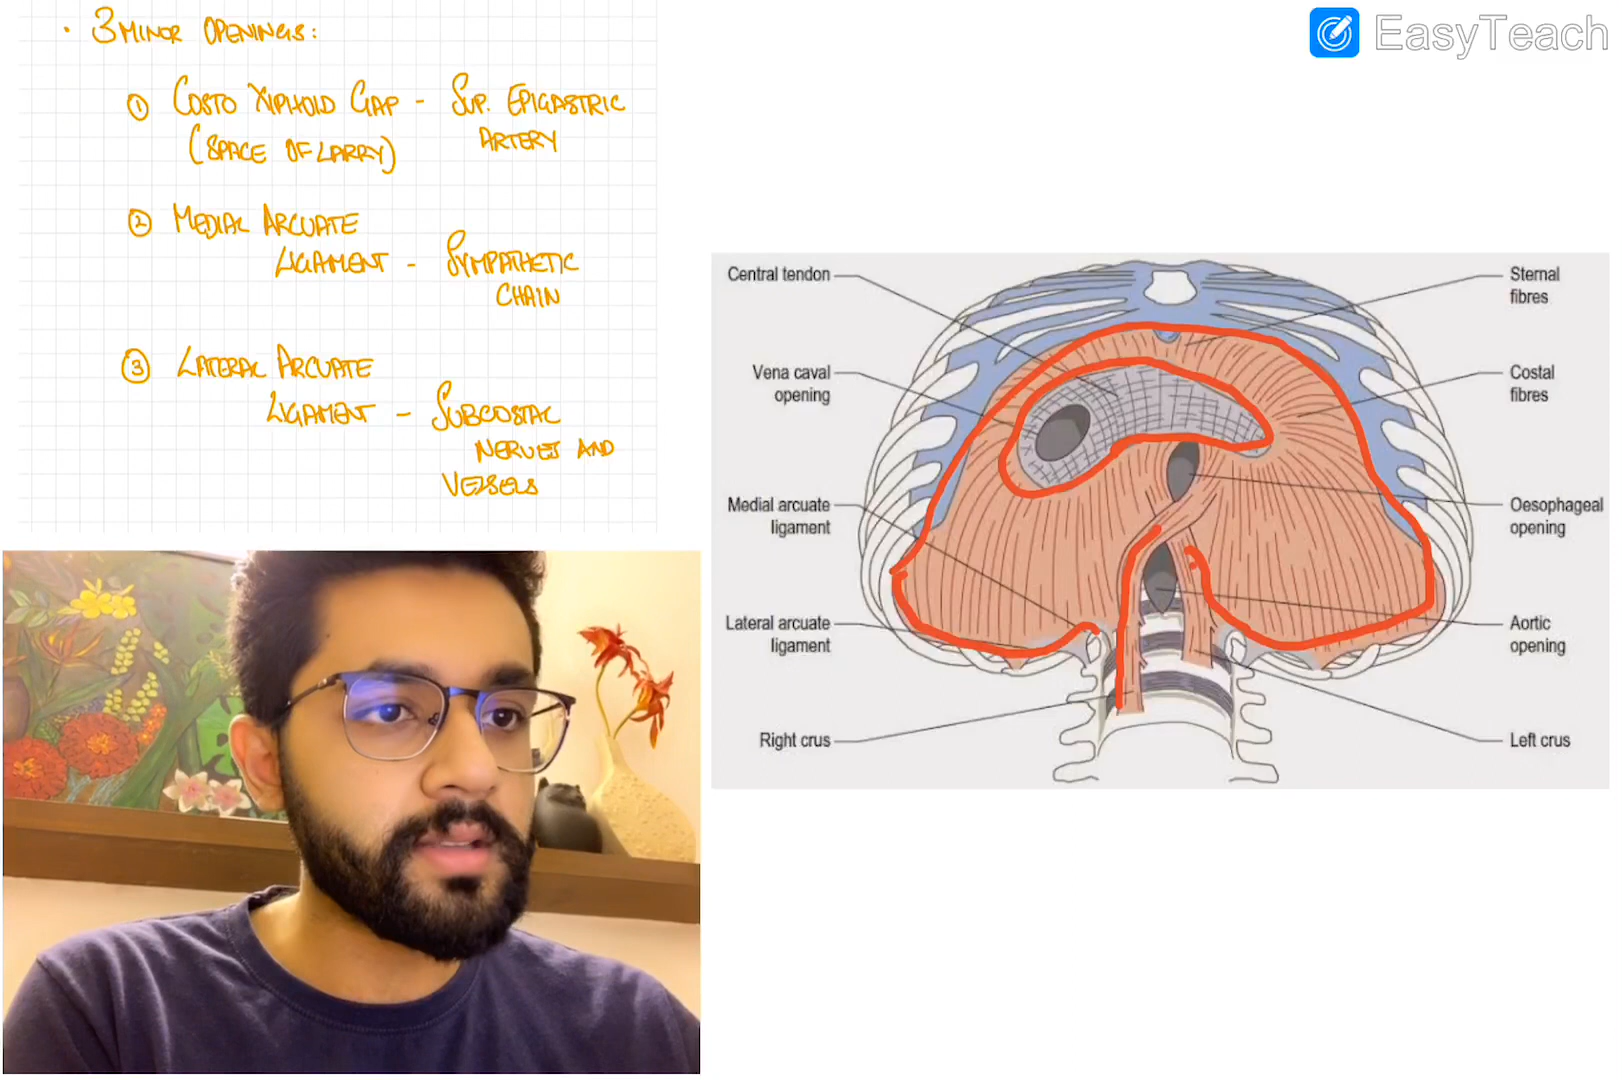 • 3 MINOR OPENINGS:
① COSTO XIPHOID GAP - SUP. EPIGASTRIC
(SPACE OF LARRY) ARTERY
② MEDIAL ARCUATE
LIGAMENT - SYMPATHETIC
CHAIN
③ LATERAL ARCUATE
LIGAMENT - SUBCOSTAL
NERVES AND
VESSELS
EasyTeach
Central tendon
Vena caval
opening
Medial arcuate
ligament
Lateral arcuate
ligament
Right crus
Sternal
fibres
Costal
fibres
Oesophageal
opening
Aortic
opening
Left crus